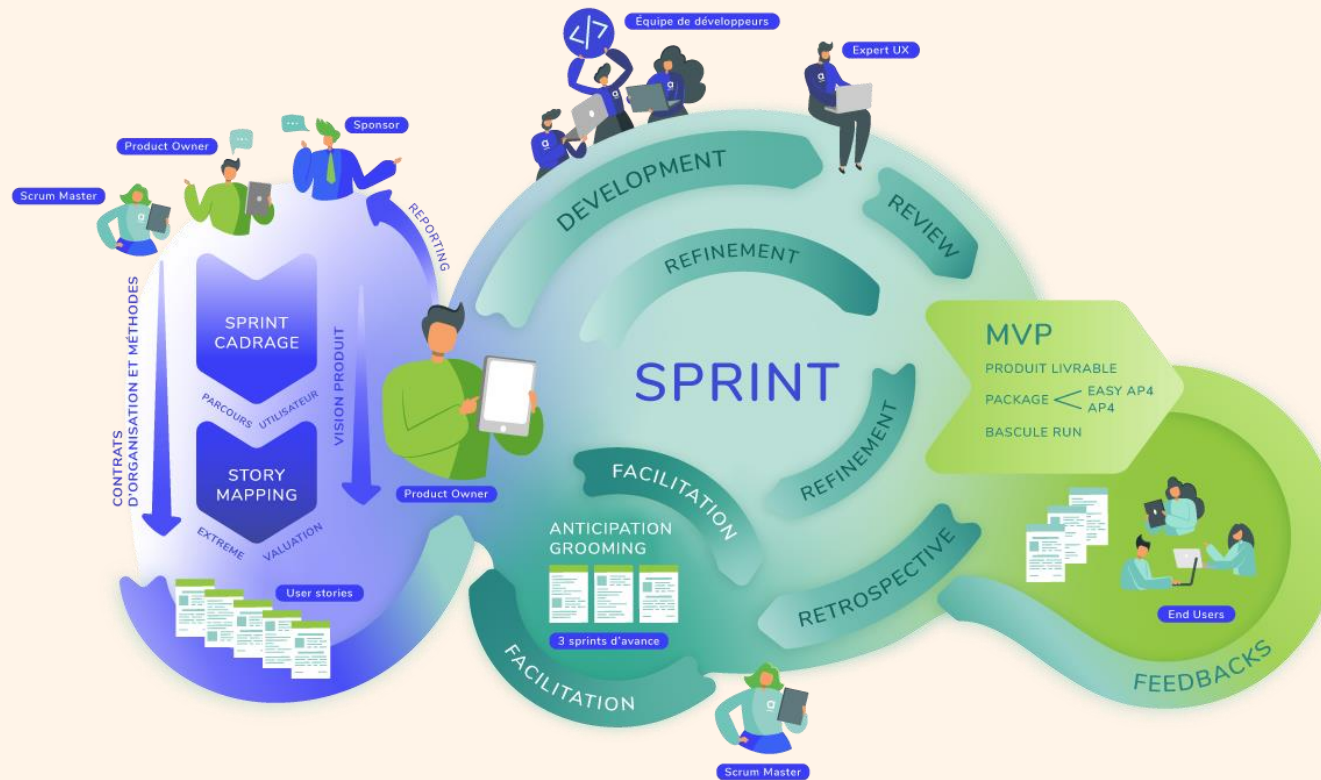 Équipe de développeurs
Expert UX
Sponsor
Product Owner
Scrum Master
REPORTING
CONTRATS
D'ORGANISATION ET MÉTHODES
SPRINT
CADRAGE
PARCOURS UTILISATEUR
VISION PRODUIT
STORY
MAPPING
EXTREME VALUATION
User stories
Product Owner
DEVELOPMENT
REVIEW
REFINEMENT
SPRINT
REFINEMENT
FACILITATION
ANTICIPATION
GROOMING
3 sprints d'avance
FACILITATION
RETROSPECTIVE
Scrum Master
MVP
PRODUIT LIVRABLE
PACKAGE
EASY AP4
AP4
BASCULE RUN
End Users
FEEDBACKS
a
a
a
a
a
a